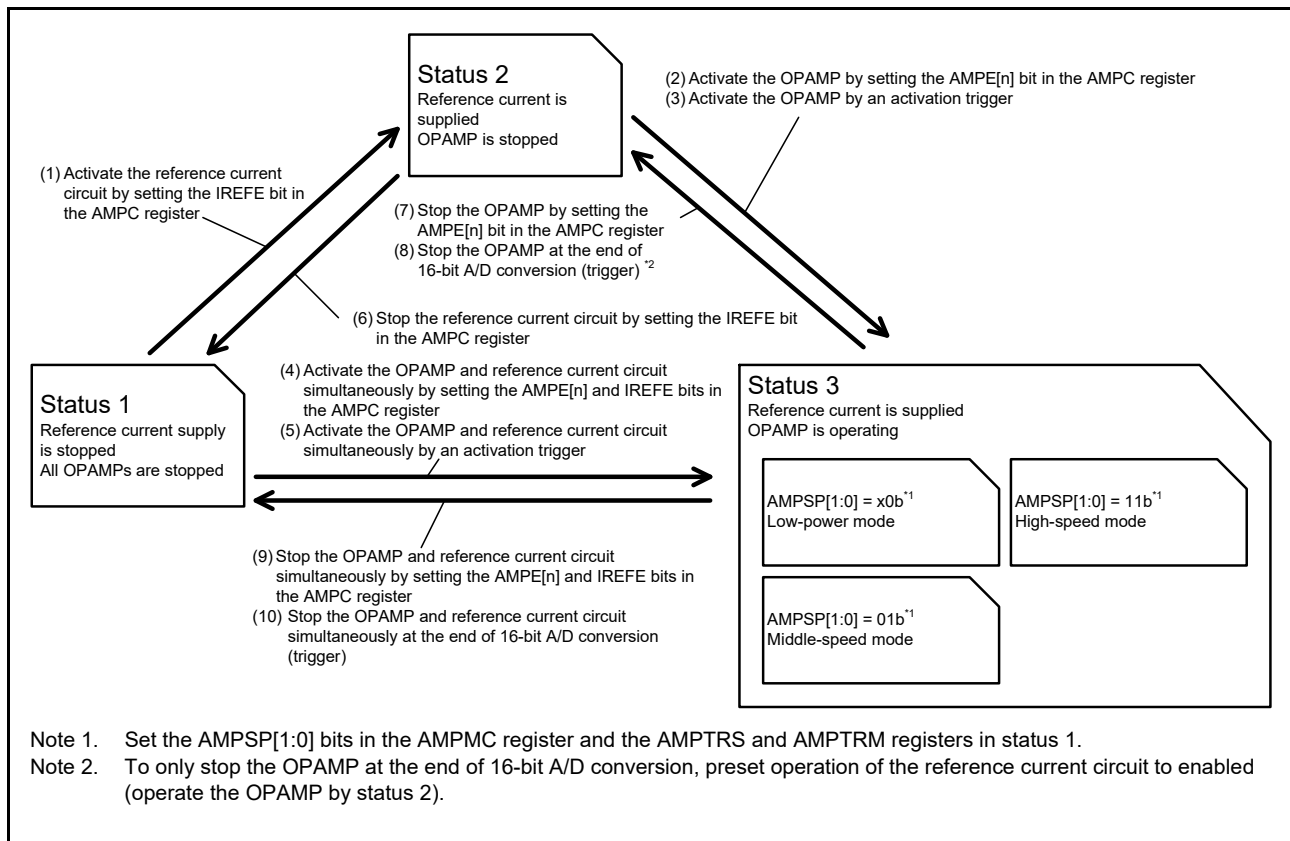 Status 2
Reference current is
supplied
OPAMP is stopped
(2) Activate the OPAMP by setting the AMPE[n] bit in the AMPC register
(3) Activate the OPAMP by an activation trigger
(1) Activate the reference current
circuit by setting the IREFE bit in
the AMPC register
(7) Stop the OPAMP by setting the
AMPE[n] bit in the AMPC register
(8) Stop the OPAMP at the end of
16-bit A/D conversion (trigger) *2
(6) Stop the reference current circuit by setting the IREFE bit
in the AMPC register
Status 1
Reference current supply
is stopped
All OPAMPs are stopped
(4) Activate the OPAMP and reference current circuit
simultaneously by setting the AMPE[n] and IREFE bits in
the AMPC register
(5) Activate the OPAMP and reference current circuit
simultaneously by an activation trigger
(9) Stop the OPAMP and reference current circuit
simultaneously by setting the AMPE[n] and IREFE bits in
the AMPC register
(10) Stop the OPAMP and reference current circuit
simultaneously at the end of 16-bit A/D conversion
(trigger)
Status 3
Reference current is supplied
OPAMP is operating
AMPSP[1:0] = x0b*1
Low-power mode
AMPSP[1:0] = 11b*1
High-speed mode
AMPSP[1:0] = 01b*1
Middle-speed mode
Note 1. Set the AMPSP[1:0] bits in the AMPMC register and the AMPTRS and AMPTRM registers in status 1.
Note 2. To only stop the OPAMP at the end of 16-bit A/D conversion, preset operation of the reference current circuit to enabled
(operate the OPAMP by status 2).